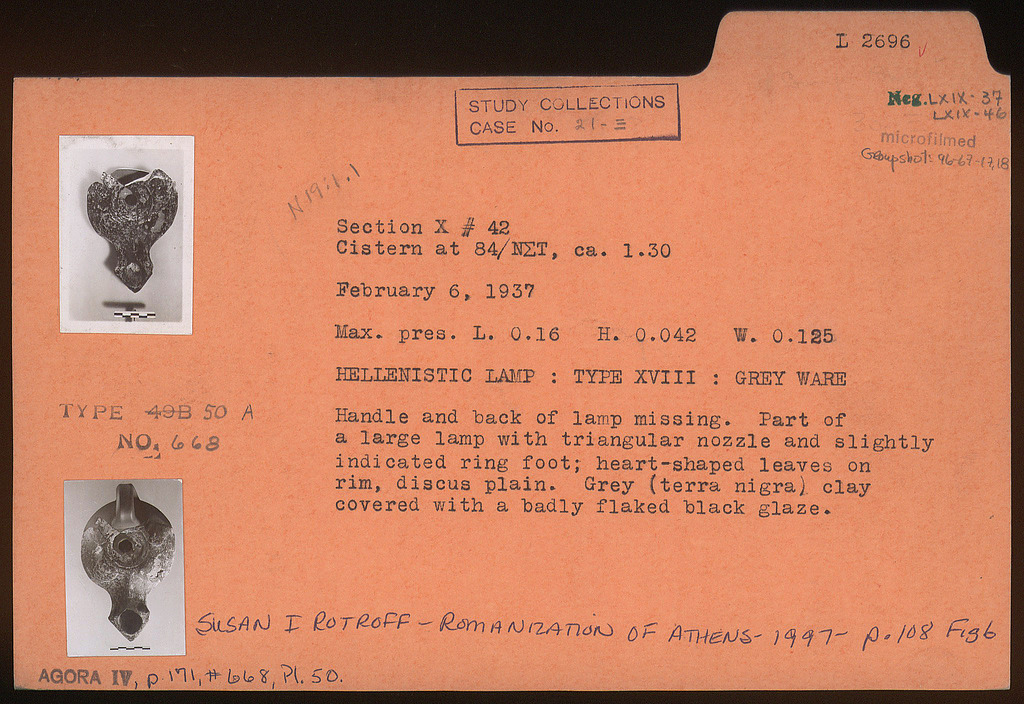 L 2696
STUDY COLLECTIONS
CASE No. 21-Ξ
Neg. LXIX-37
LXIX-46
microfilmed
Groupshot: 96-67-17,18
N19:1.1
Section X # 42
Cistern at 84/ΝΣΤ, ca. 1.30
February 6, 1937
Max. pres. L. 0.16 H. 0.042 W. 0.125
HELLENISTIC LAMP : TYPE XVIII : GREY WARE
TYPE 49B 50 A
NO. 668
Handle and back of lamp missing. Part of
a large lamp with triangular nozzle and slightly
indicated ring foot; heart-shaped leaves on
rim, discus plain. Grey (terra nigra) clay
covered with a badly flaked black glaze.
SUSAN I ROTROFF - ROMANIZATION OF ATHENS - 1997 - p.108 Fig 6
AGORA IV, p.171, #668, Pl. 50.